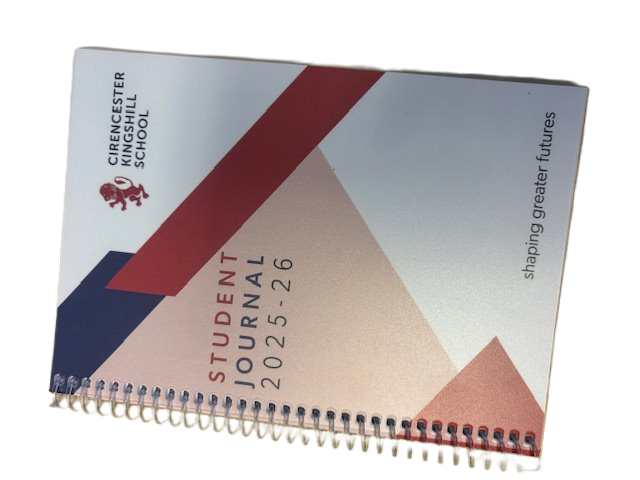 CIRENCESTER
KINGSHILL
SCHOOL
STUDENT
JOURNAL
2025-26
shaping greater futures